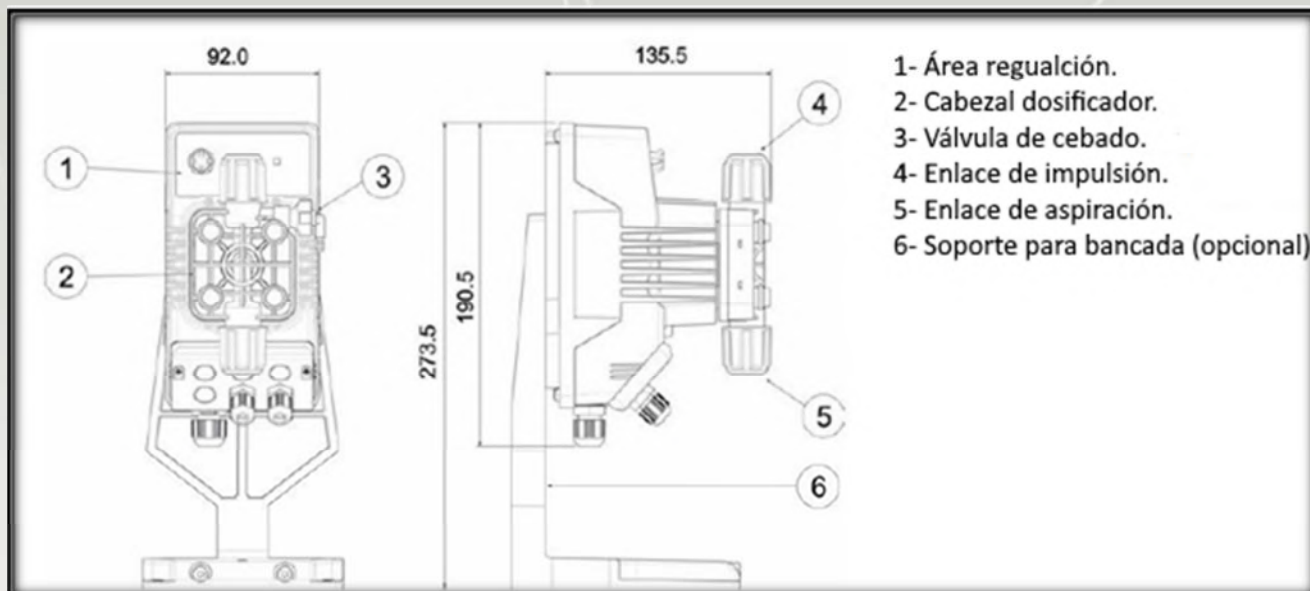 92.0
135.5
1
2
3
4
5
6
273.5
190.5
1- Área regualción.
2- Cabezal dosificador.
3- Válvula de cebado.
4- Enlace de impulsión.
5- Enlace de aspiración.
6- Soporte para bancada (opcional)